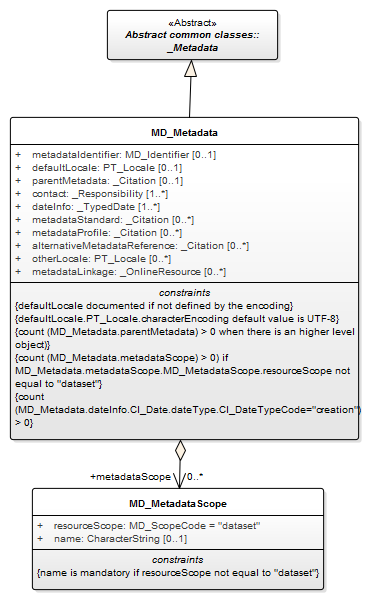 «Abstract»
Abstract common classes::
_Metadata
MD_Metadata
+ metadataIdentifier: MD_Identifier [0..1]
+ defaultLocale: PT_Locale [0..1]
+ parentMetadata: _Citation [0..1]
+ contact: _Responsibility [1..*]
+ dateInfo: _TypedDate [1..*]
+ metadataStandard: _Citation [0..*]
+ metadataProfile: _Citation [0..*]
+ alternativeMetadataReference: _Citation [0..*]
+ otherLocale: PT_Locale [0..*]
+ metadataLinkage: _OnlineResource [0..*]
constraints
{defaultLocale documented if not defined by the encoding}
{defaultLocale.PT_Locale.characterEncoding default value is UTF-8}
{count (MD_Metadata.parentMetadata) > 0 when there is an higher level
object)}
{count (MD_Metadata.metadataScope) > 0) if
MD_Metadata.metadataScope.MD_MetadataScope.resourceScope not
equal to "dataset"}
{count
(MD_Metadata.dateInfo.CI_Date.dateType.CI_DateTypeCode="creation")
> 0}
+metadataScope 0..*
MD_MetadataScope
+ resourceScope: MD_ScopeCode = "dataset"
+ name: CharacterString [0..1]
constraints
{name is mandatory if resourceScope not equal to "dataset"}